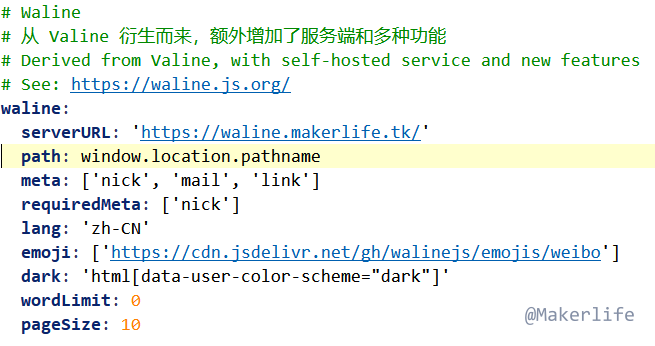 # Waline
# 从 Valine 衍生而来，额外增加了服务端和多种功能
# Derived from Valine, with self-hosted service and new features
# See: https://waline.js.org/
waline:
  serverURL: 'https://waline.makerlife.tk/'
  path: window.location.pathname
  meta: ['nick', 'mail', 'link']
  requiredMeta: ['nick']
  lang: 'zh-CN'
  emoji: ['https://cdn.jsdelivr.net/gh/walinejs/emojis/weibo']
  dark: 'html[data-user-color-scheme="dark"]'
  wordLimit: 0
  pageSize: 10
@Makerlife